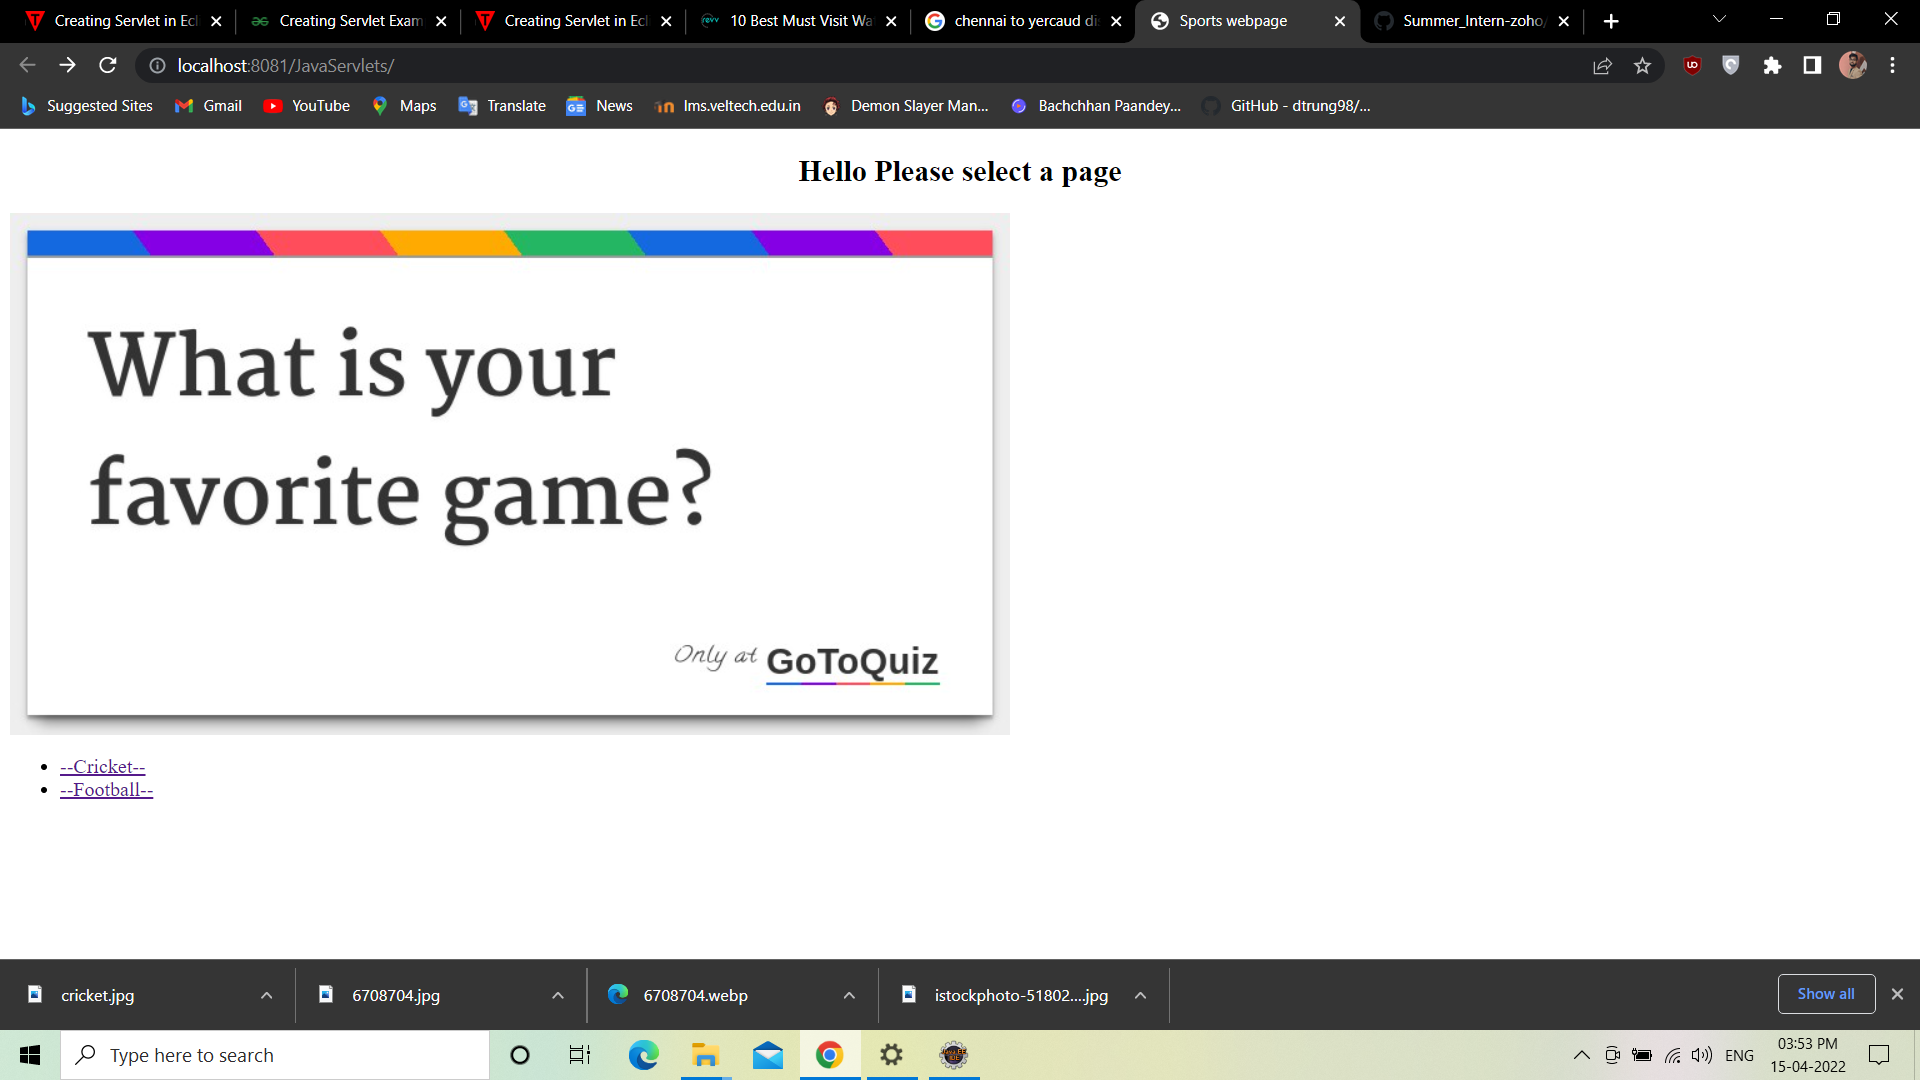 Creating Servlet in Ecl
Creating Servlet Exam
Creating Servlet in Ecl
revv
10 Best Must Visit Wa
chennai to yercaud di
Sports webpage
Summer_Intern-zoho/
localhost:8081/JavaServlets/
Suggested Sites
Gmail
YouTube
Maps
Translate
News
lms.veltech.edu.in
Demon Slayer Man...
Bachchhan Paandey...
GitHub - dtrung98/...
Hello Please select a page
What is your
favorite game?
Only at GoToQuiz
--Cricket--
--Football--
cricket.jpg
6708704.jpg
6708704.webp
istockphoto-51802....jpg
Show all
Type here to search
ENG
03:53 PM
15-04-2022